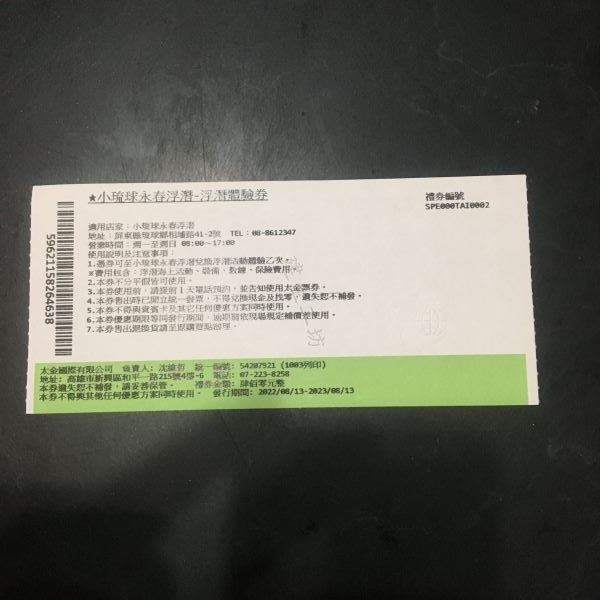 ★小琉球永春浮潛-浮潛體驗券
禮券編號
SPE000TAI0002
適用店家：小琉球永春浮潛
地址：屏東縣琉球鄉相埔路41-2號 TEL：08-8612347
營業時間：週一至週日 08:00~17:00
使用說明及注意事項：
1.憑券可至小琉球永春浮潛兌換浮潛活動體驗乙次。
※費用包含：浮潛海上活動、裝備、教練、保險費用。
2.本券不分平假皆可使用。
3.本券使用前，請提前1天電話預約，並告知使用太金票券。
4.本券售出時已開立統一發票，不得兌換現金及找零，遺失恕不補發。
5.本券不得與貴賓卡及其他任何優惠方案同時使用。
6.本券優惠期限等同發行期間，逾期易依現場規定補價差使用。
7.本券售出退換貨請至原購買點辦理。
59621158264638
太金國際有限公司 負責人：沈 哲 統一編號：54207921 (1003列印)
地址：高雄市新興區和平一路215號4樓-6 電話：07-223-8258
本券遺失恕不補發，請妥善保管。 禮券金額：肆佰零元整
本券不得與其他任何優惠方案同時使用。 發行期間：2022/08/13-2023/08/13